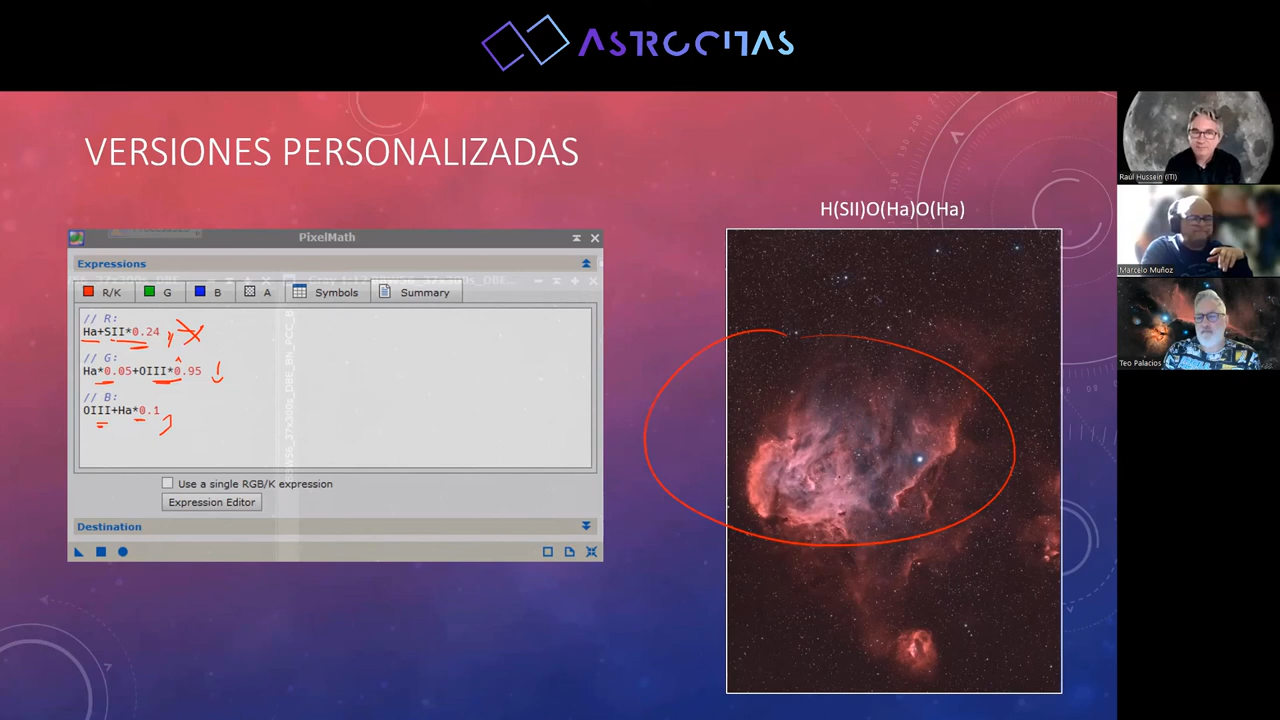 ASTROCITAS
VERSIONES PERSONALIZADAS
H(SII)O(Ha)O(Ha)
PixelMath
Expressions
R/K G B A Symbols Summary
// R:
Ha+SII*0.24
// G:
Ha*0.05+OIII*0.95
// B:
OIII+Ha*0.1
Use a single RGB/K expression
Expression Editor
Destination
Raúl Hussein (ITI)
Marcelo Muñoz
Teo Palacios